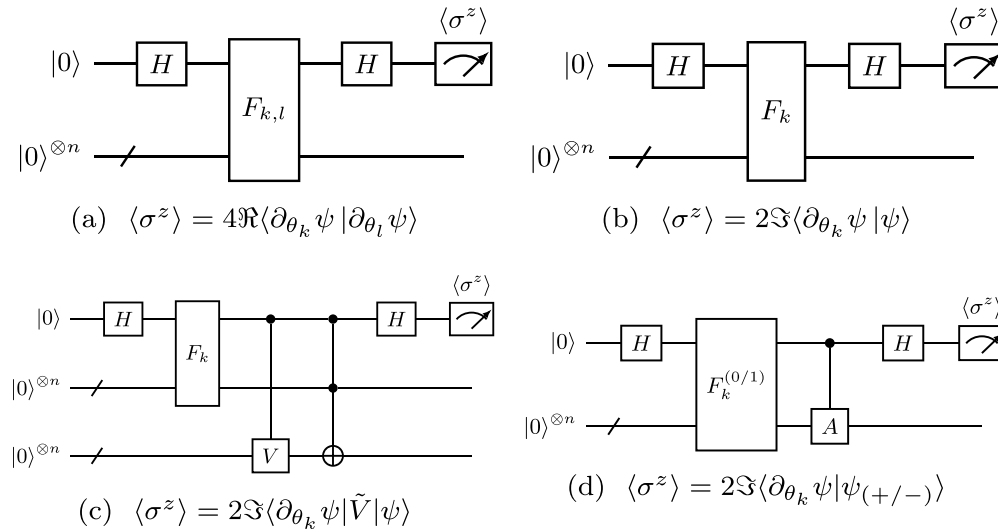 ⟨σ^z⟩
|0⟩ H H
F_{k,l}
|0⟩^{⊗n}
(a) ⟨σ^z⟩ = 4ℜ⟨∂_{θ_k}ψ|∂_{θ_l}ψ⟩
⟨σ^z⟩
|0⟩ H H
F_k
|0⟩^{⊗n}
(b) ⟨σ^z⟩ = 2ℑ⟨∂_{θ_k}ψ|ψ⟩
⟨σ^z⟩
|0⟩ H H
F_k
|0⟩^{⊗n}
|0⟩^{⊗n} V
(c) ⟨σ^z⟩ = 2ℑ⟨∂_{θ_k}ψ|Ṽ|ψ⟩
⟨σ^z⟩
|0⟩ H H
F_k^{(0/1)}
|0⟩^{⊗n} A
(d) ⟨σ^z⟩ = 2ℑ⟨∂_{θ_k}ψ|ψ_{(+/−)}⟩